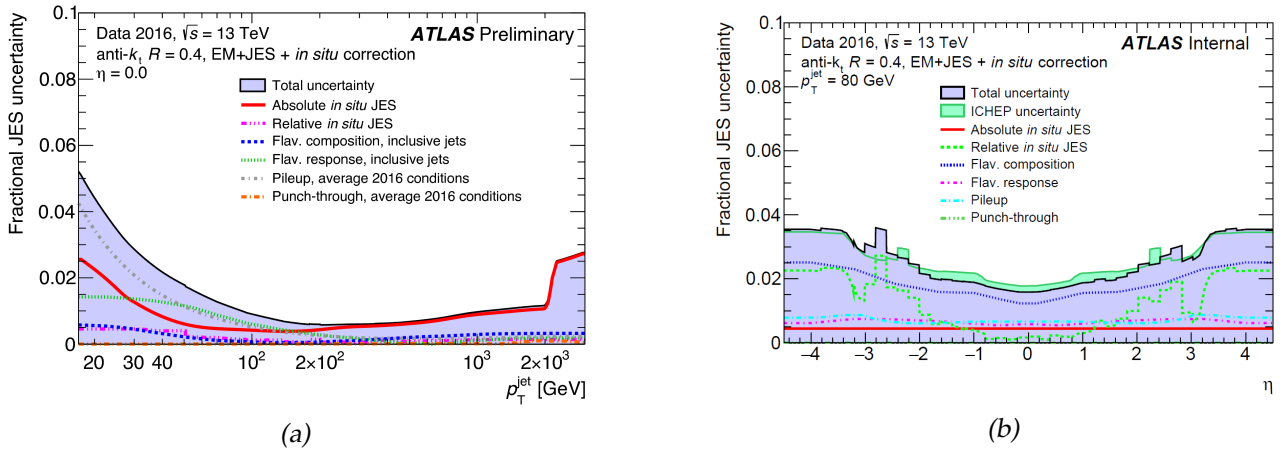 0.1
0.08
0.06
0.04
0.02
0
Fractional JES uncertainty
Data 2016, √s = 13 TeV
ATLAS Preliminary
anti-kt R = 0.4, EM+JES + in situ correction
η = 0.0
Total uncertainty
Absolute in situ JES
Relative in situ JES
Flav. composition, inclusive jets
Flav. response, inclusive jets
Pileup, average 2016 conditions
Punch-through, average 2016 conditions
20 30 40 10² 2×10² 10³ 2×10³
pTjet [GeV]
(a)
0.1
0.08
0.06
0.04
0.02
0
Fractional JES uncertainty
Data 2016, √s = 13 TeV
ATLAS Internal
anti-kt R = 0.4, EM+JES + in situ correction
pTjet = 80 GeV
Total uncertainty
ICHEP uncertainty
Absolute in situ JES
Relative in situ JES
Flav. composition
Flav. response
Pileup
Punch-through
−4 −3 −2 −1 0 1 2 3 4
η
(b)